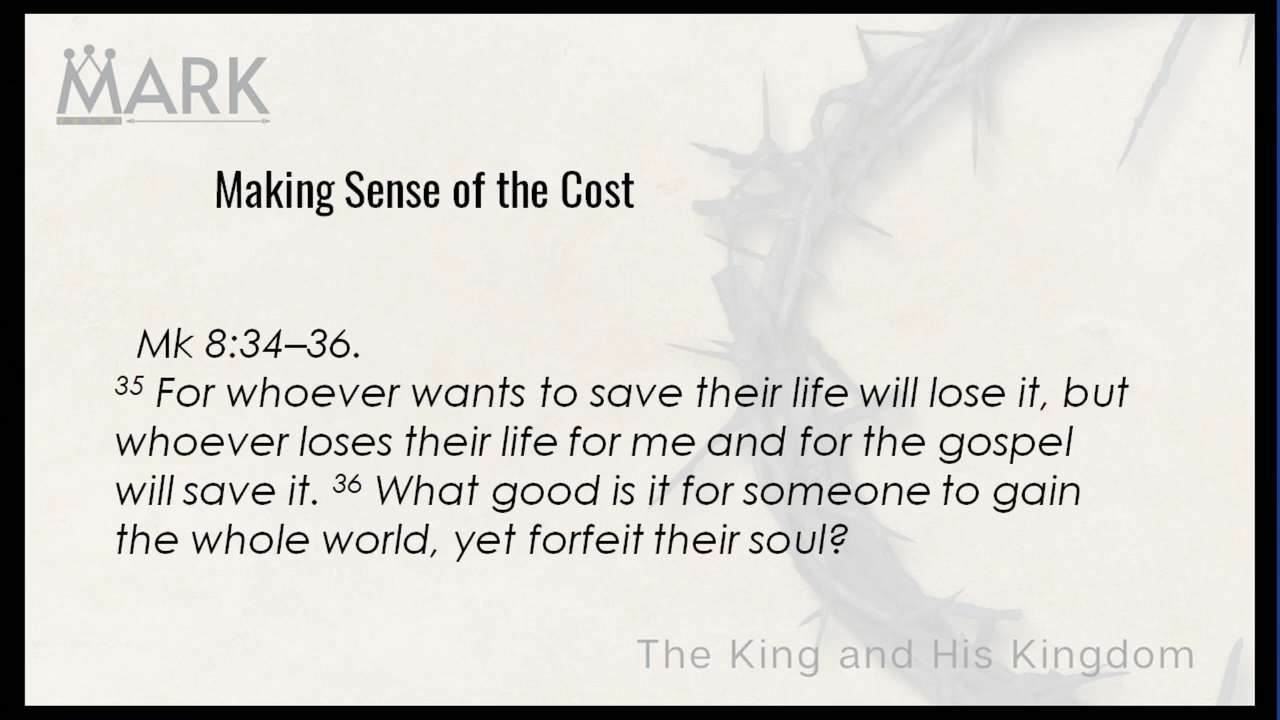 MARK
Making Sense of the Cost
Mk 8:34–36.
35 For whoever wants to save their life will lose it, but
whoever loses their life for me and for the gospel
will save it. 36 What good is it for someone to gain
the whole world, yet forfeit their soul?
The King and His Kingdom